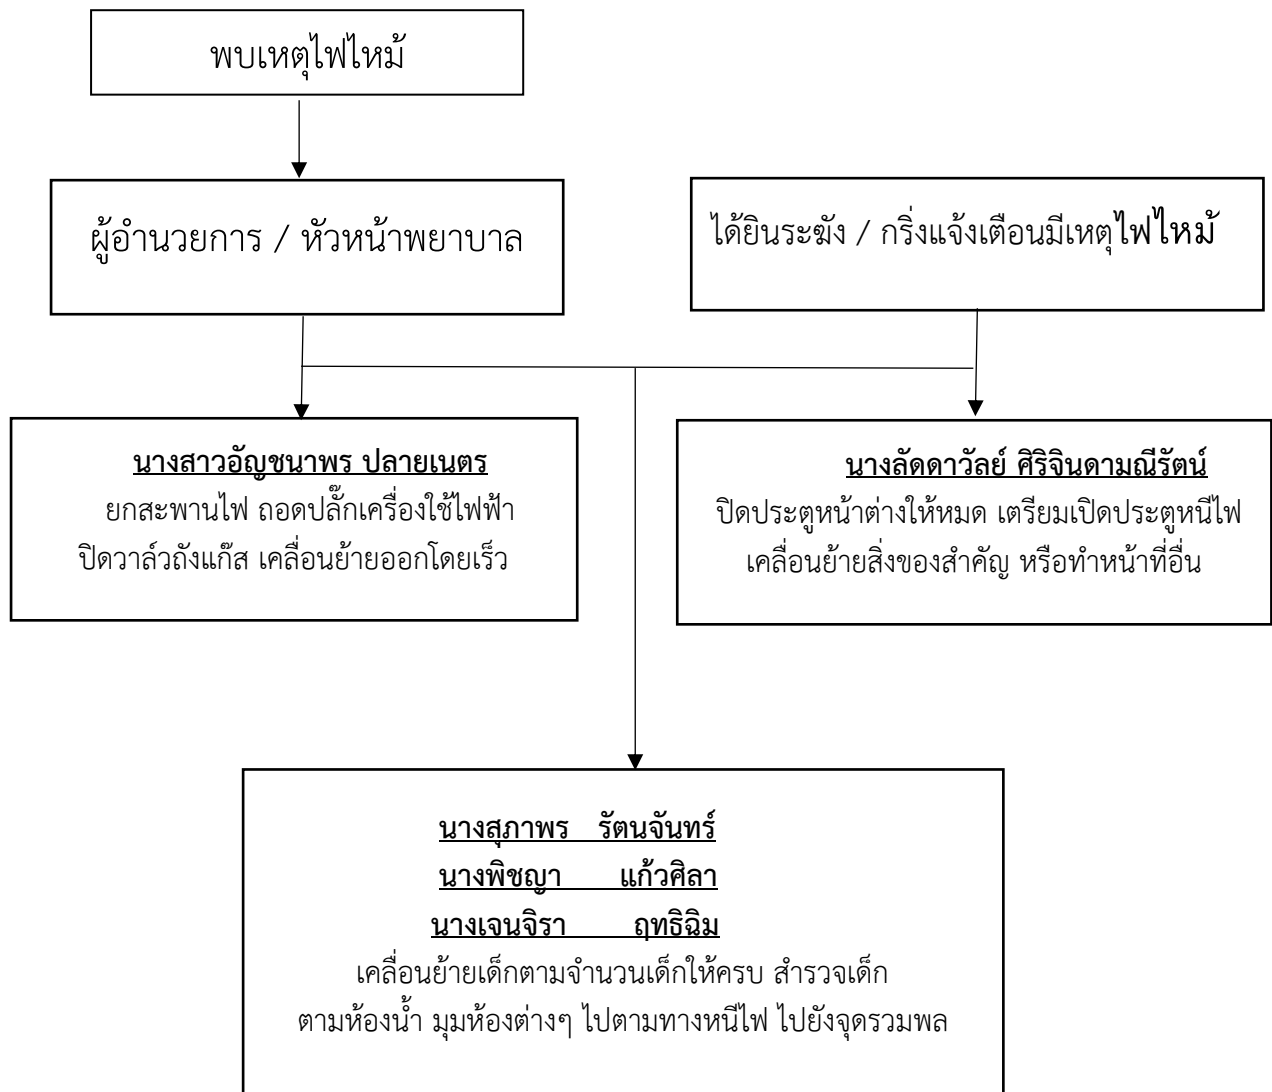 พบเหตุไฟไหม้
ผู้อำนวยการ / หัวหน้าพยาบาล
ได้ยินระฆัง / กริ่งแจ้งเตือนมีเหตุไฟไหม้
นางสาวอัญชนาพร ปลายเนตร
ยกสะพานไฟ ถอดปลั๊กเครื่องใช้ไฟฟ้า
ปิดวาล์วถังแก๊ส เคลื่อนย้ายออกโดยเร็ว
นางลัดดาวัลย์ ศิริจินดามณีรัตน์
ปิดประตูหน้าต่างให้หมด เตรียมเปิดประตูหนีไฟ
เคลื่อนย้ายสิ่งของสำคัญ หรือทำหน้าที่อื่น
นางสุภาพร รัตนจันทร์
นางพิชญา แก้วศิลา
นางเจนจิรา ฤทธิฉิม
เคลื่อนย้ายเด็กตามจำนวนเด็กให้ครบ สำรวจเด็ก
ตามห้องน้ำ มุมห้องต่างๆ ไปตามทางหนีไฟ ไปยังจุดรวมพล